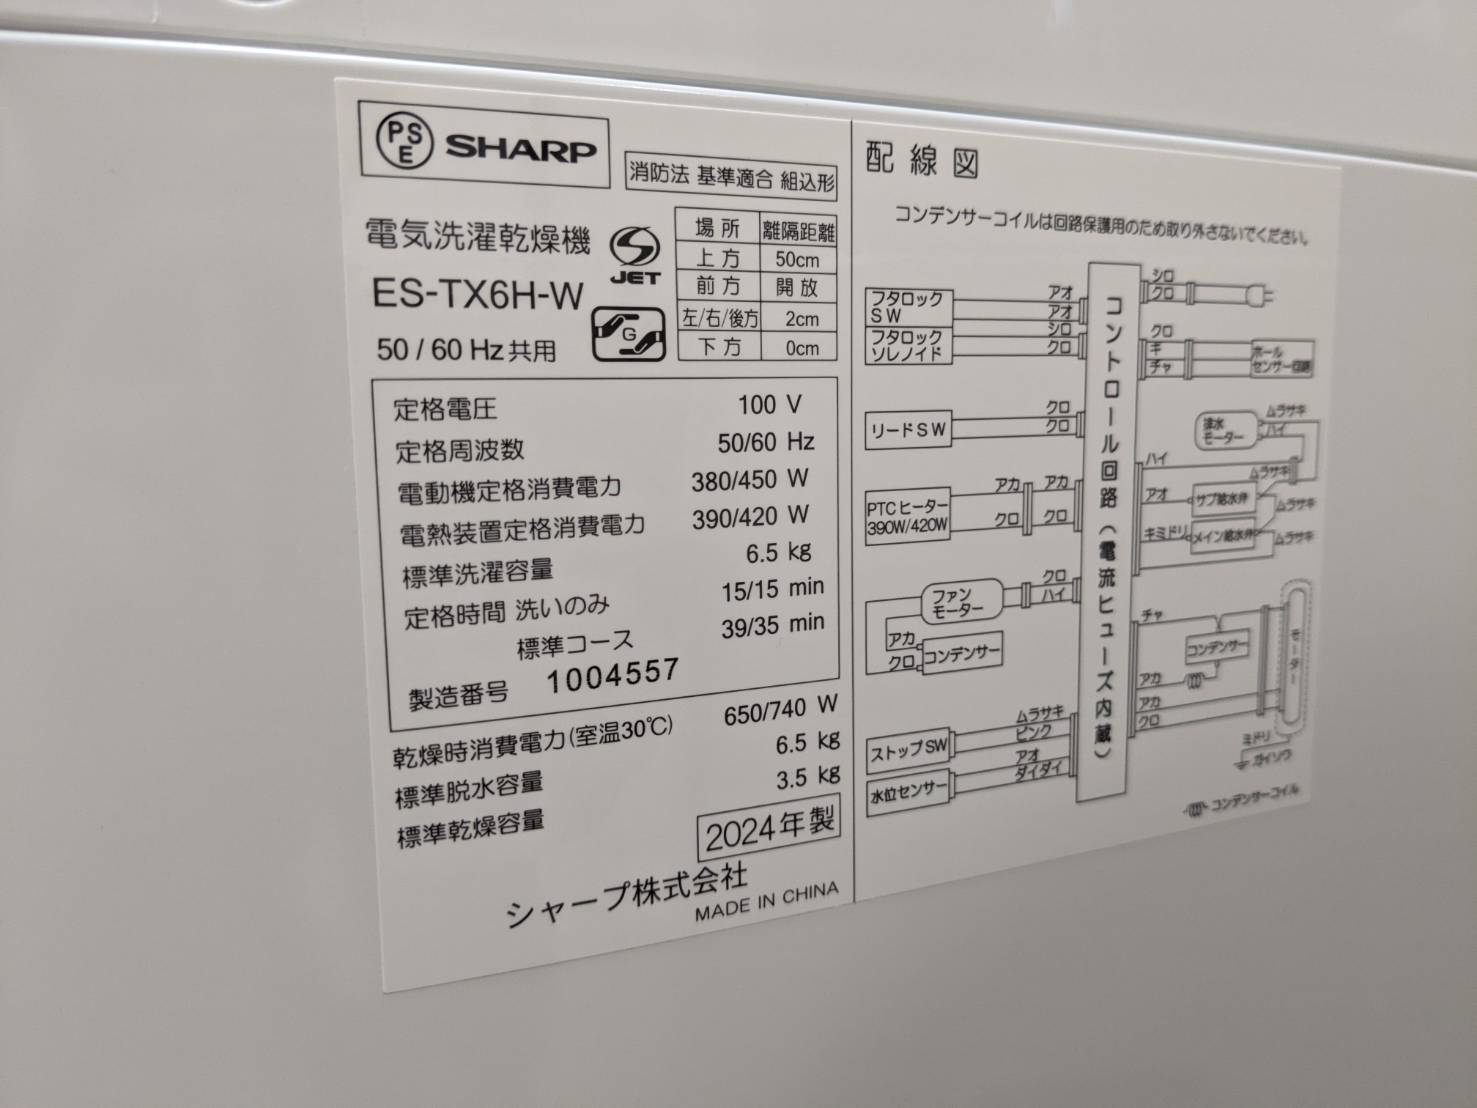 PSE SHARP
消防法 基準適合 組込形
電気洗濯乾燥機
JET
ES-TX6H-W
G
50 / 60 Hz 共用
場所 離隔距離
上方 50cm
前方 開放
左/右/後方 2cm
下方 0cm
定格電圧 100 V
定格周波数 50/60 Hz
電動機定格消費電力 380/450 W
電熱装置定格消費電力 390/420 W
標準洗濯容量 6.5 kg
定格時間 洗いのみ 15/15 min
標準コース 39/35 min
製造番号 1004557
乾燥時消費電力(室温30℃) 650/740 W
標準脱水容量 6.5 kg
標準乾燥容量 3.5 kg
2024年製
シャープ株式会社
MADE IN CHINA
配線図
コンデンサーコイルは回路保護用のため取り外さないでください。
フタロック
SW
アオ
アオ
フタロック
ソレノイド
シロ
クロ
リードSW
クロ
クロ
PTCヒーター
390W/420W
アカ アカ
クロ クロ
ファン
モーター
クロ
ハイ
アカ
クロ
コンデンサー
ストップSW
ムラサキ
ピンク
水位センサー
アオ
ダイダイ
コントロール回路(電流ヒューズ内蔵)
シロ
クロ
クロ
キ
チャ
ホール
センサー回路
排水
モーター
ムラサキ
ハイ
ハイ
ムラサキ
アオ
サブ給水弁
ムラサキ
キミドリ
メイン給水弁
ムラサキ
チャ
コンデンサー
モーター
アカ
アカ
クロ
ミドリ
ガイソウ
コンデンサーコイル